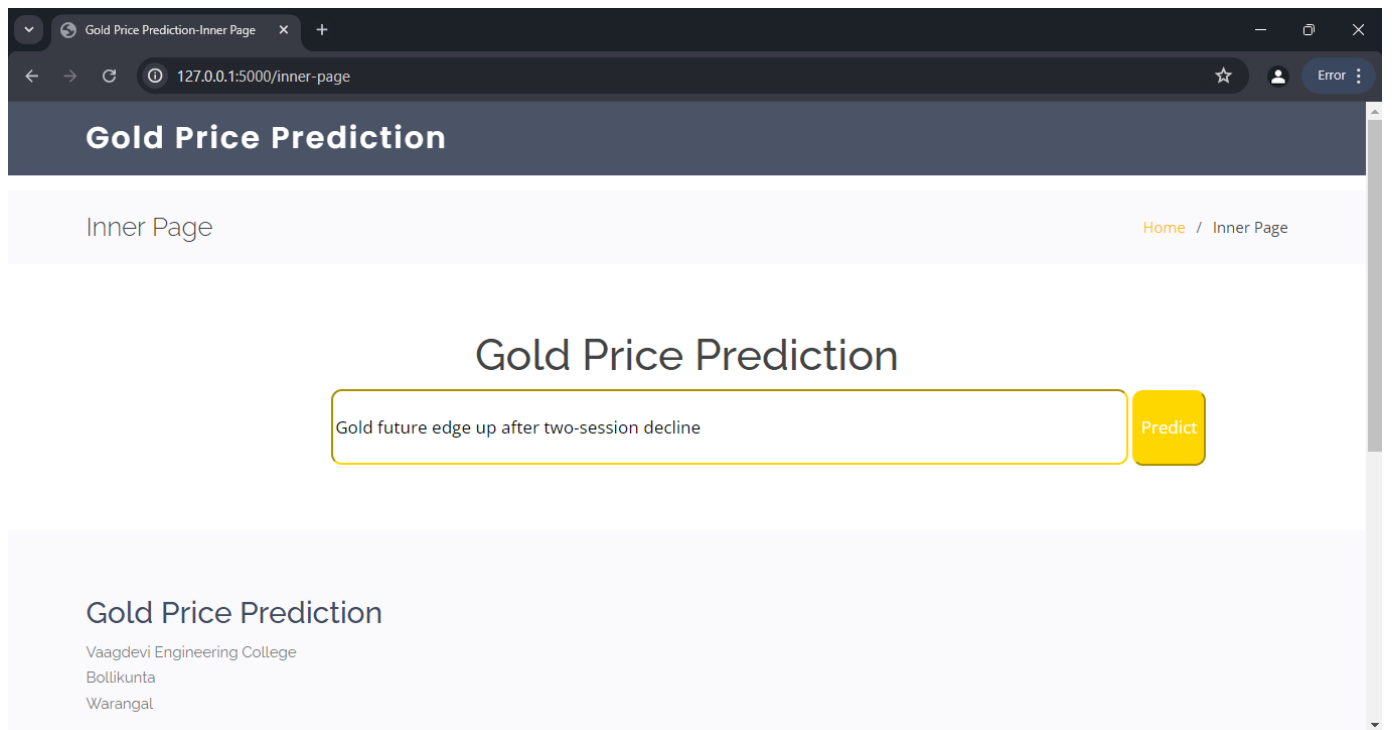 Gold Price Prediction-Inner Page
127.0.0.1:5000/inner-page
Error
Gold Price Prediction
Inner Page
Home / Inner Page
Gold Price Prediction
Gold future edge up after two-session decline
Predict
Gold Price Prediction
Vaagdevi Engineering College
Bollikunta
Warangal